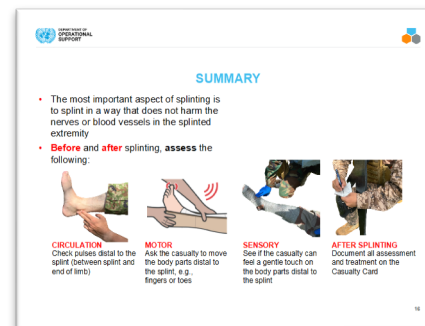 DEPARTMENT OF
OPERATIONAL
SUPPORT
SUMMARY
• The most important aspect of splinting is
to splint in a way that does not harm the
nerves or blood vessels in the splinted
extremity
• Before and after splinting, assess the
following:
CIRCULATION
Check pulses distal to the
splint (between splint and
end of limb)
MOTOR
Ask the casualty to move
the body parts distal to
the splint, e.g.,
fingers or toes
SENSORY
See if the casualty can
feel a gentle touch on
the body parts distal to
the splint
AFTER SPLINTING
Document all assessment
and treatment on the
Casualty Card